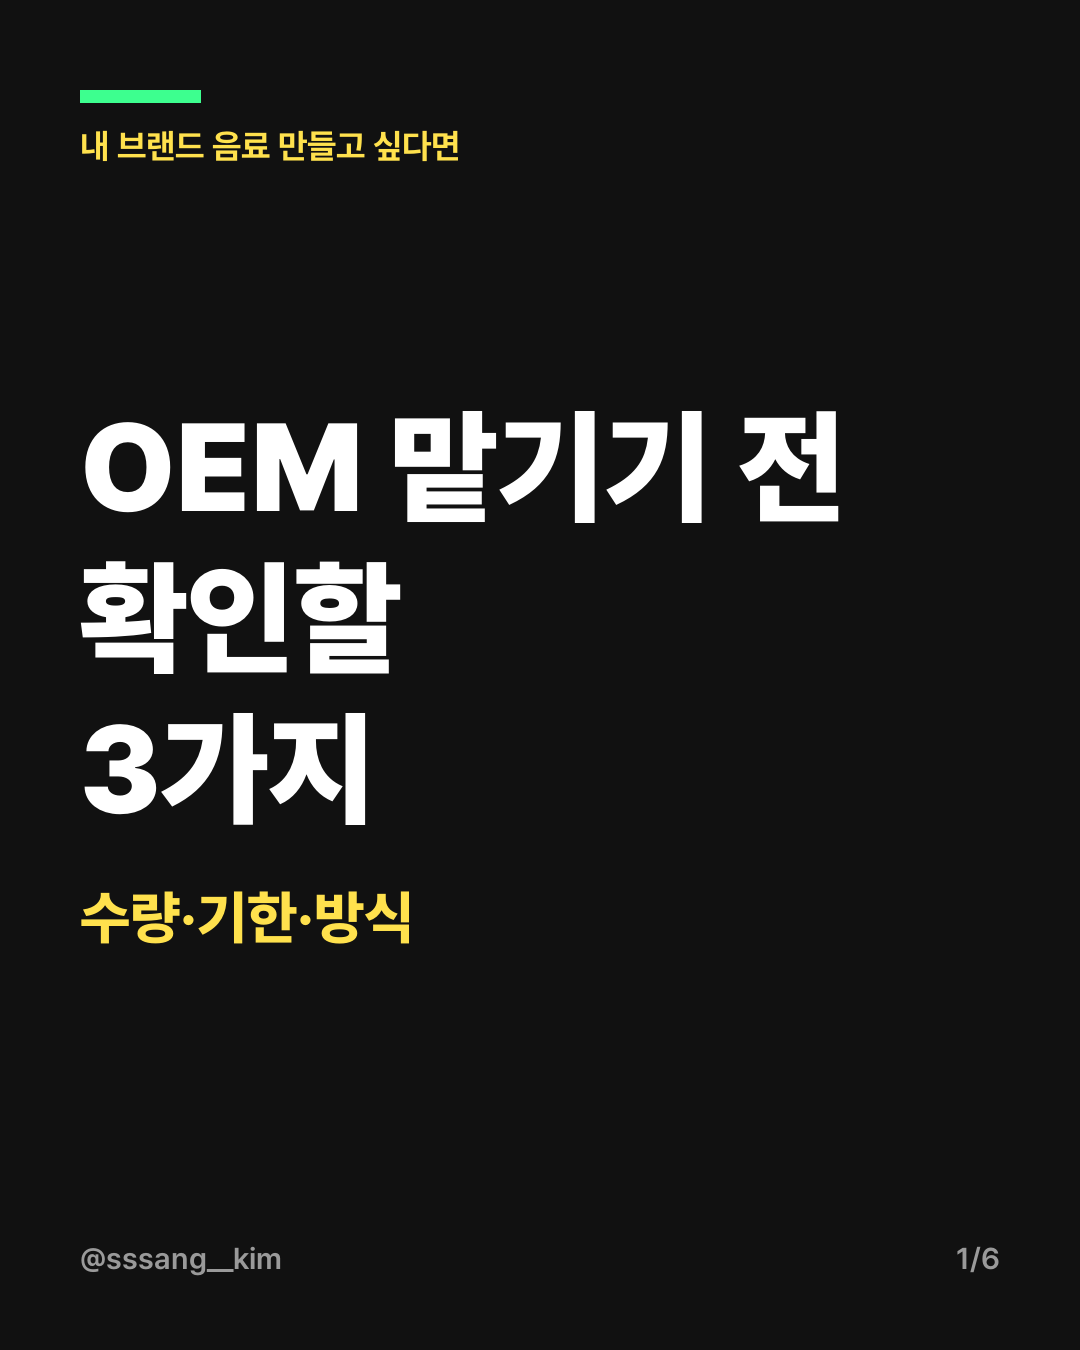 내 브랜드 음료 만들고 싶다면
OEM 맡기기 전
확인할
3가지
수량·기한·방식
@sssang__kim
1/6